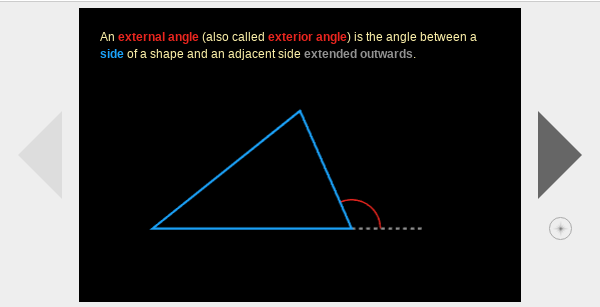 An external angle (also called exterior angle) is the angle between a
side of a shape and an adjacent side extended outwards.